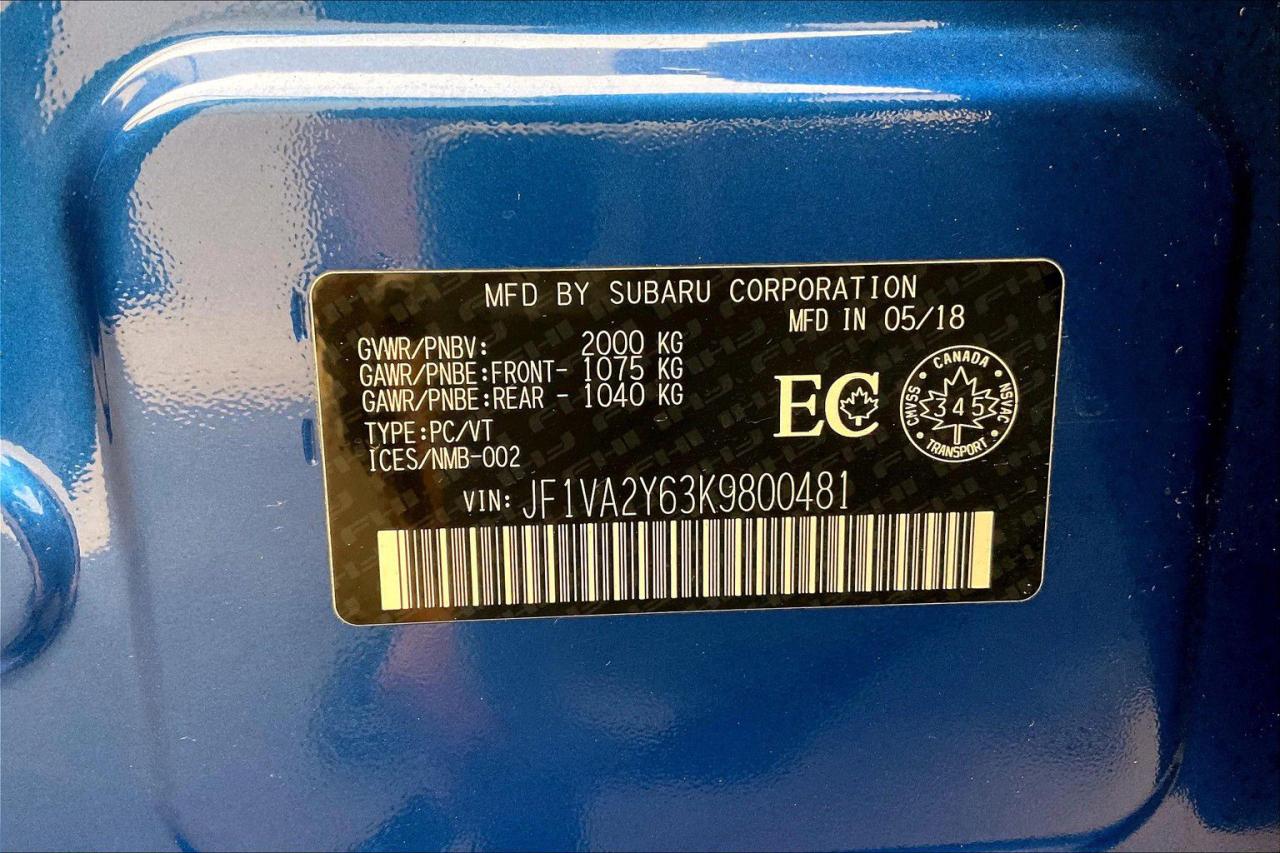 MFD BY SUBARU CORPORATION
MFD IN 05/18
GVWR/PNBV: 2000 KG
GAWR/PNBE:FRONT- 1075 KG
GAWR/PNBE:REAR - 1040 KG
TYPE:PC/VT
ICES/NMB-002
EC
CANADA
CMVSS
NSVAC
345
TRANSPORT
VIN: JF1VA2Y63K9800481